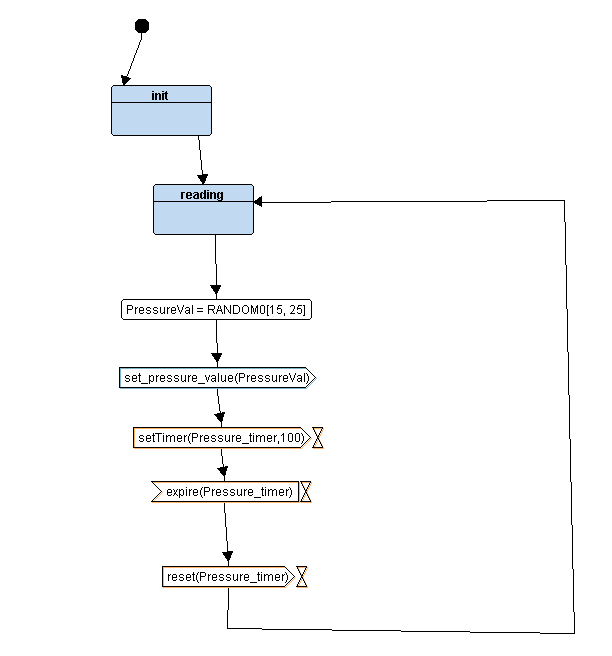 init
reading
PressureVal = RANDOM0[15, 25]
set_pressure_value(PressureVal)
setTimer(Pressure_timer,100)
expire(Pressure_timer)
reset(Pressure_timer)